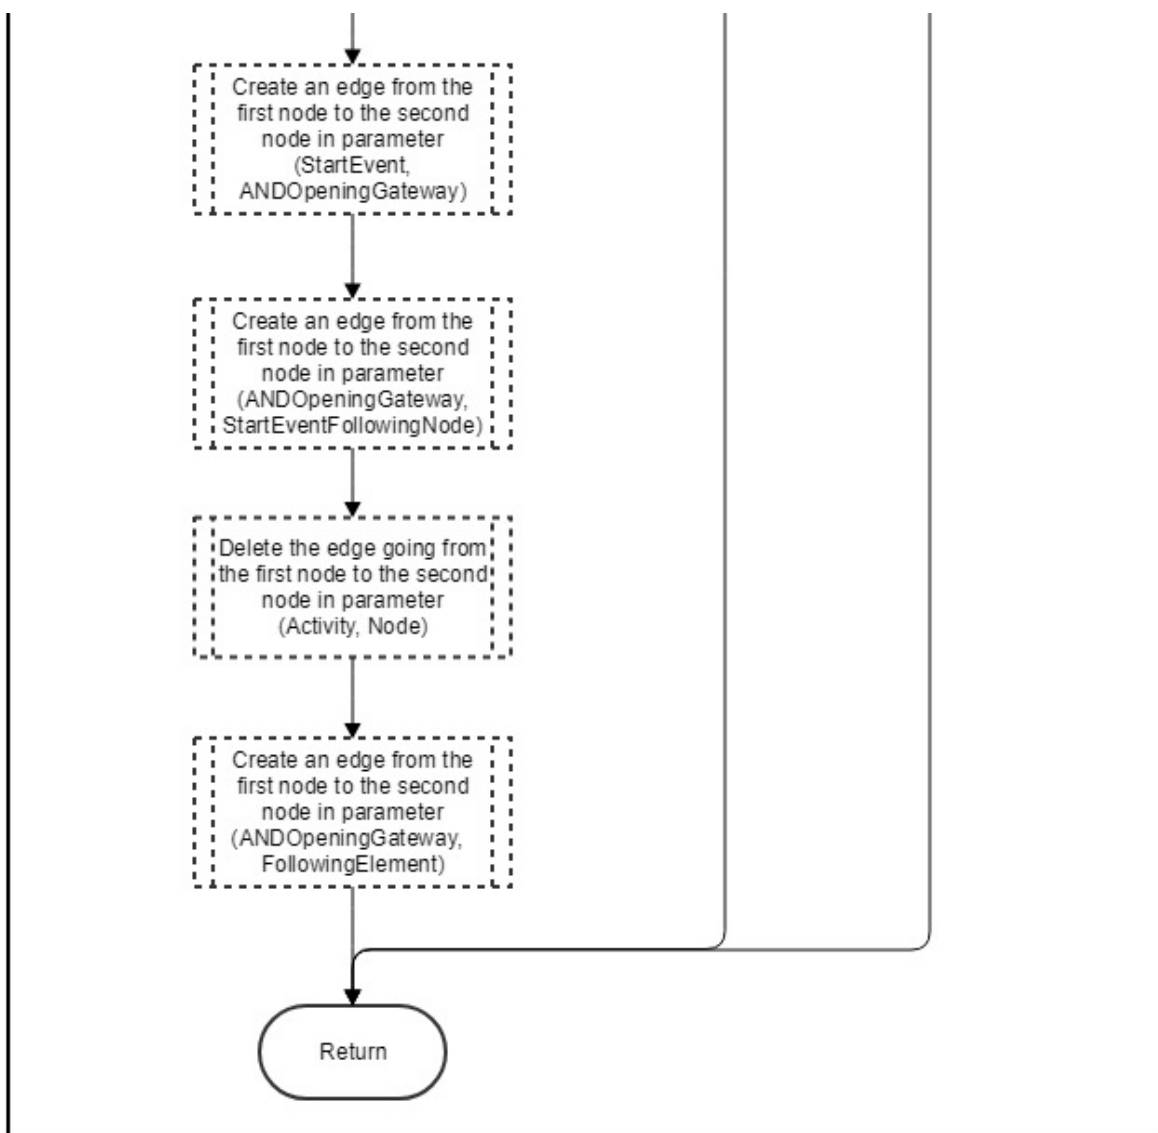 Create an edge from the
first node to the second
node in parameter
(StartEvent,
ANDOpeningGateway)
Create an edge from the
first node to the second
node in parameter
(ANDOpeningGateway,
StartEventFollowingNode)
Delete the edge going from
the first node to the second
node in parameter
(Activity, Node)
Create an edge from the
first node to the second
node in parameter
(ANDOpeningGateway,
FollowingElement)
Return